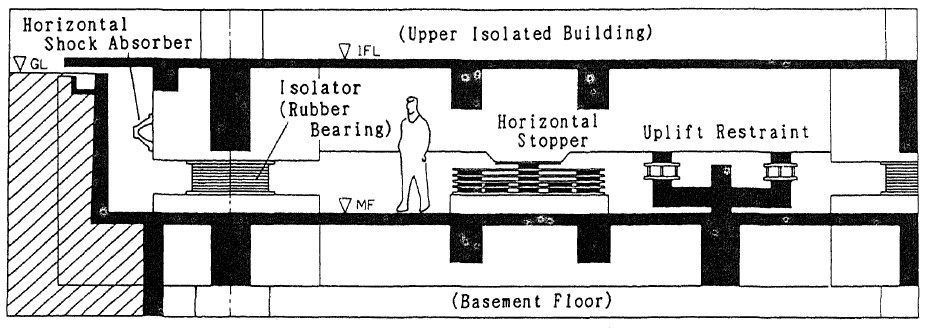 Horizontal
Shock Absorber
GL
1FL
(Upper Isolated Building)
Isolator
(Rubber
Bearing)
Horizontal
Stopper
Uplift Restraint
MF
(Basement Floor)